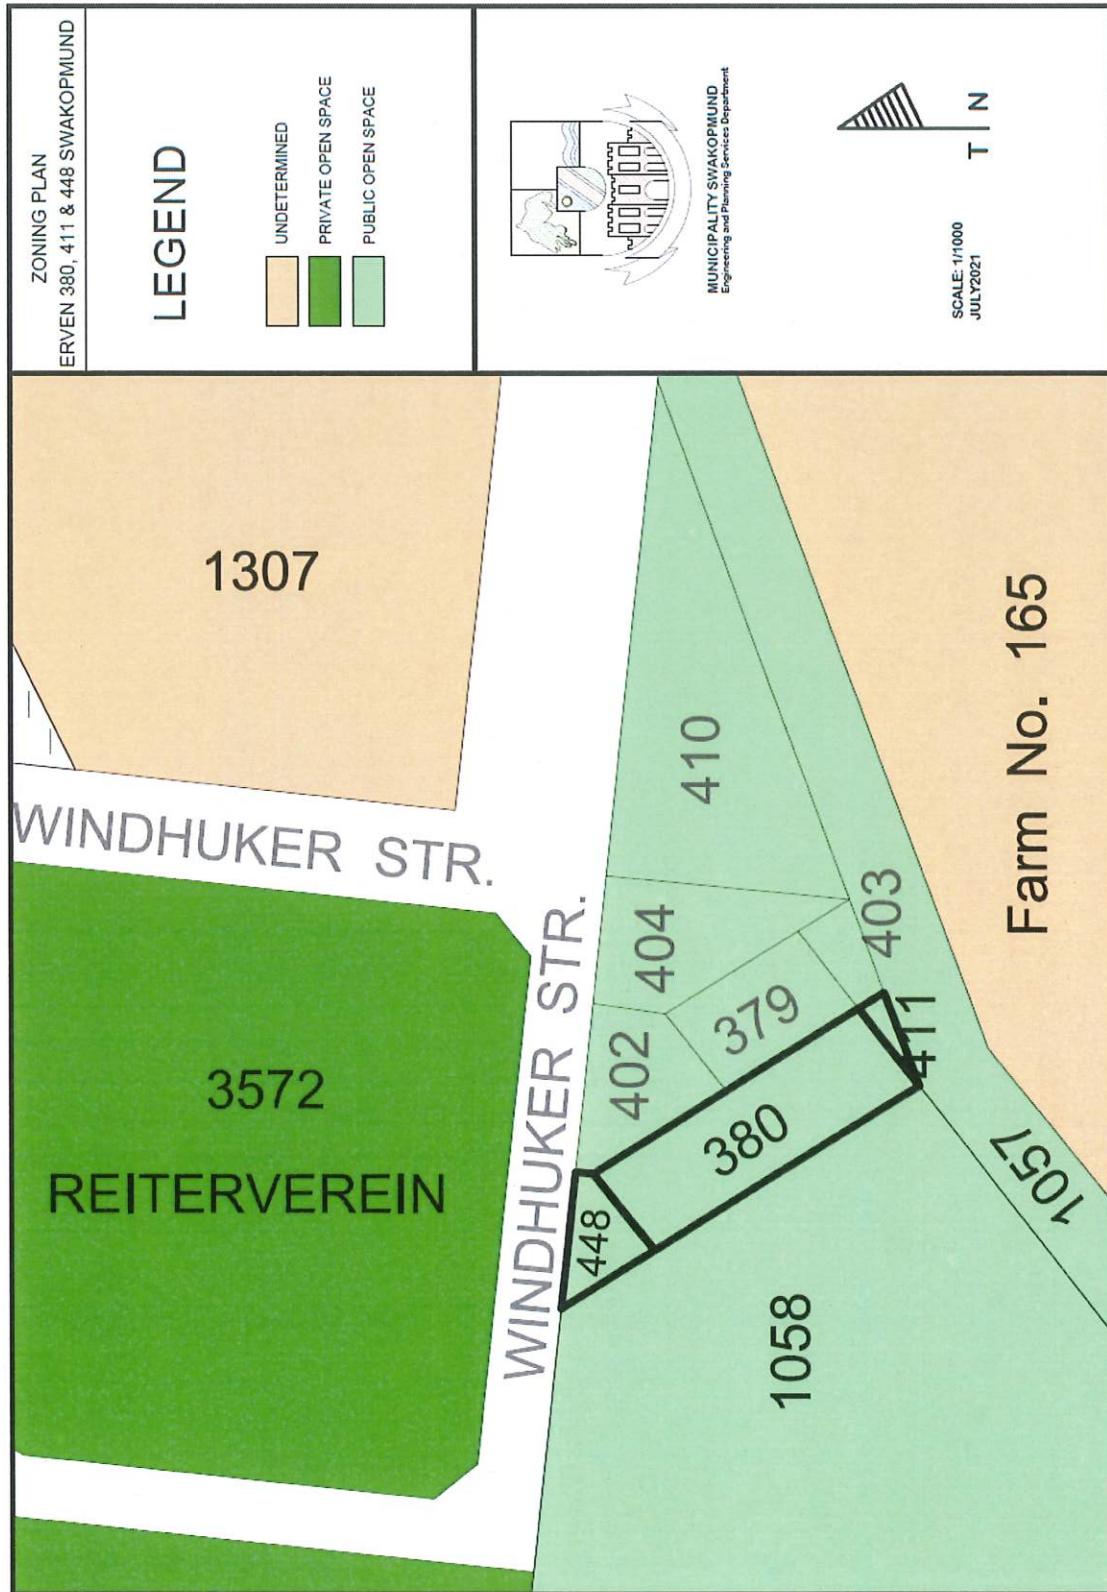 ZONING PLAN
ERVEN 380, 411 & 448 SWAKOPMUND
LEGEND
UNDETERMINED
PRIVATE OPEN SPACE
PUBLIC OPEN SPACE
MUNICIPALITY SWAKOPMUND
Engineering and Planning Services Department
SCALE: 1/1000
JULY2021
T N
1307
WINDHUKER STR.
3572
REITERVEREIN
WINDHUKER STR.
410
404
403
402
379
411
380
448
1058
1057
Farm No. 165